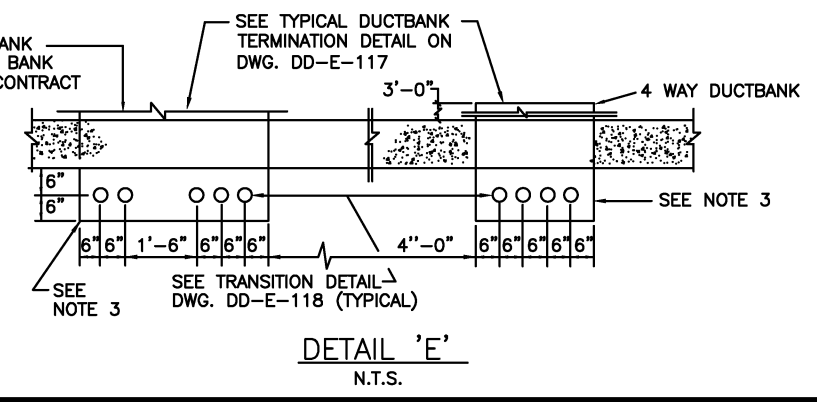 SEE TYPICAL DUCTBANK
TERMINATION DETAIL ON
DWG. DD-E-117
ANK
BANK
CONTRACT
3'-0"
4 WAY DUCTBANK
6"
6"
SEE NOTE 3
6" 6" 1'-6" 6" 6" 6" 4''-0" 6" 6" 6" 6" 6"
SEE TRANSITION DETAIL
DWG. DD-E-118 (TYPICAL)
SEE
NOTE 3
DETAIL 'E'
N.T.S.